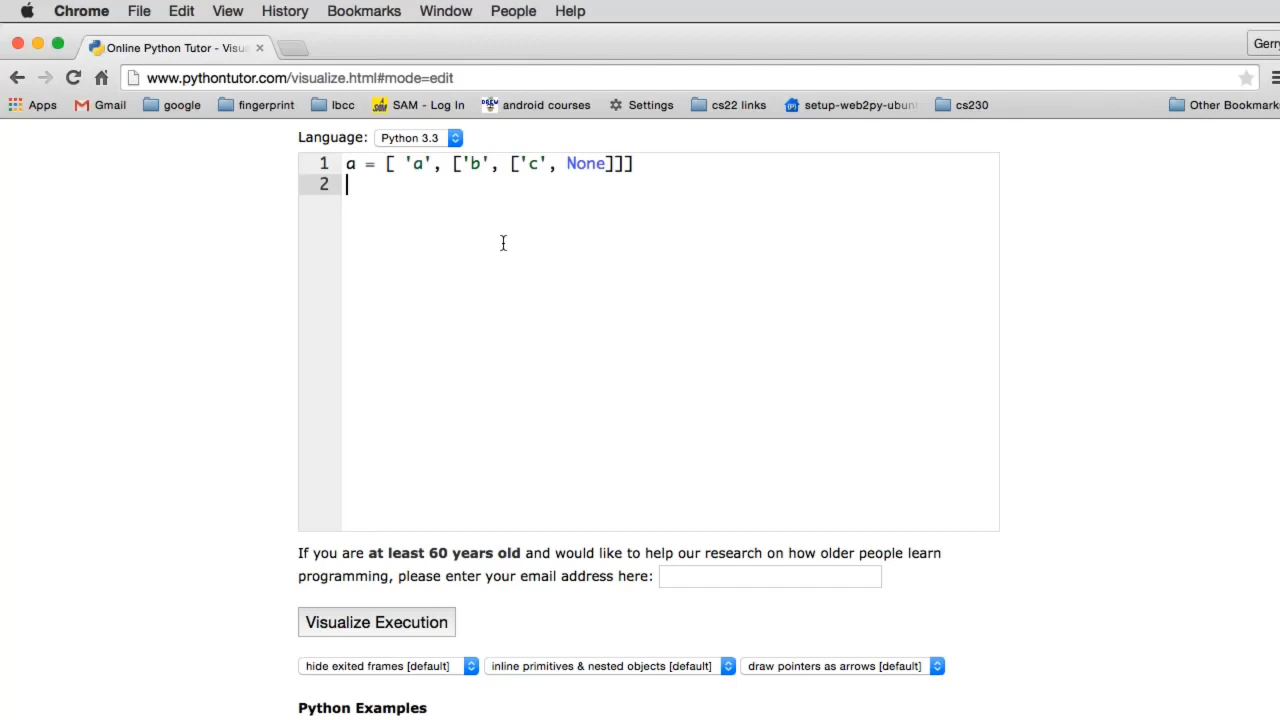 Chrome File Edit View History Bookmarks Window People Help
Online Python Tutor - Visu
Gerry
www.pythontutor.com/visualize.html#mode=edit
Apps Gmail google fingerprint lbcc SAM - Log In android courses Settings cs22 links setup-web2py-ubun cs230 Other Bookmark
Language: Python 3.3
1 a = [ 'a', ['b', ['c', None]]]
2
If you are at least 60 years old and would like to help our research on how older people learn
programming, please enter your email address here:
Visualize Execution
hide exited frames [default] inline primitives & nested objects [default] draw pointers as arrows [default]
Python Examples